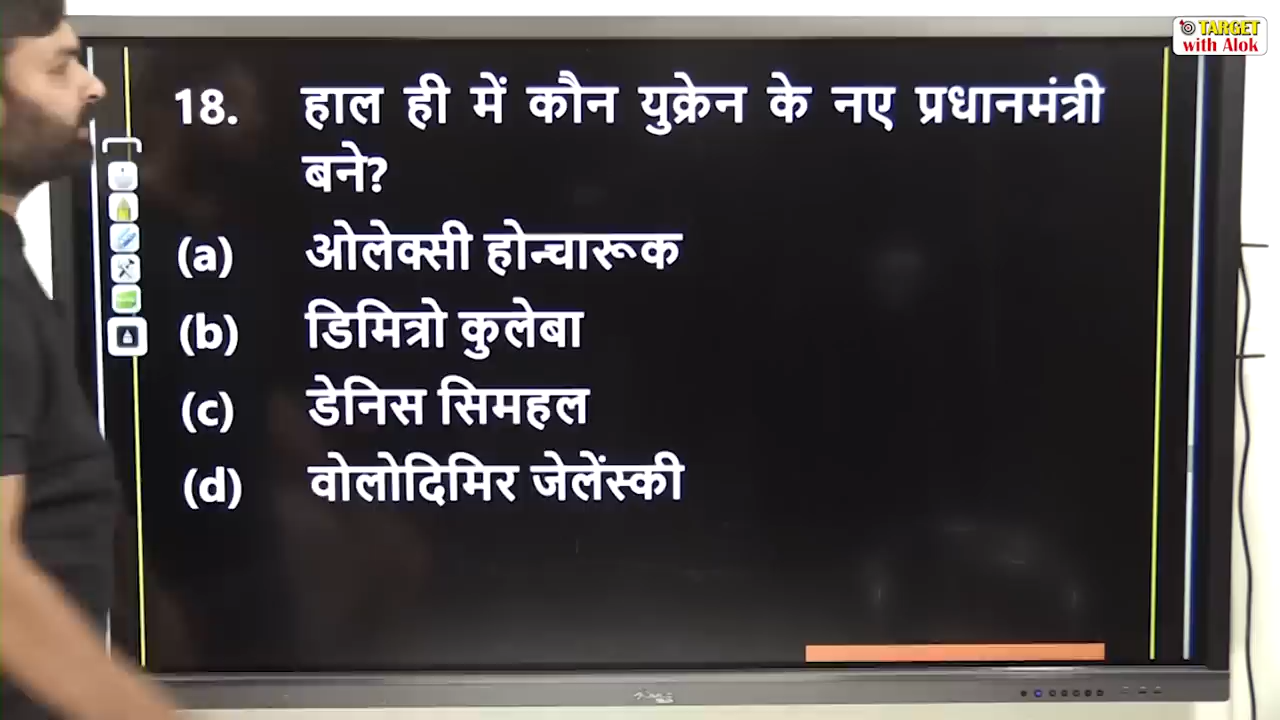 TARGET
with Alok
18. हाल ही में कौन युक्रेन के नए प्रधानमंत्री
बने?
(a) ओलेक्सी होन्चारूक
(b) डिमित्रो कुलेबा
(c) डेनिस सिमहल
(d) वोलोदिमिर जेलेंस्की